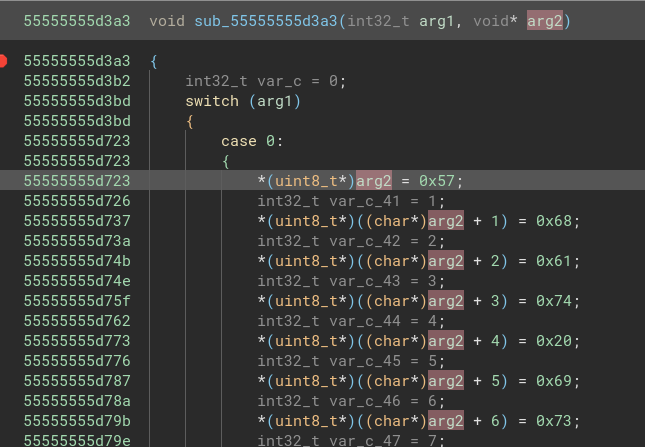 55555555d3a3 void sub_55555555d3a3(int32_t arg1, void* arg2)
55555555d3a3 {
55555555d3b2 int32_t var_c = 0;
55555555d3bd switch (arg1)
55555555d3bd {
55555555d723 case 0:
55555555d723 {
55555555d723 *(uint8_t*)arg2 = 0x57;
55555555d726 int32_t var_c_41 = 1;
55555555d737 *(uint8_t*)((char*)arg2 + 1) = 0x68;
55555555d73a int32_t var_c_42 = 2;
55555555d74b *(uint8_t*)((char*)arg2 + 2) = 0x61;
55555555d74e int32_t var_c_43 = 3;
55555555d75f *(uint8_t*)((char*)arg2 + 3) = 0x74;
55555555d762 int32_t var_c_44 = 4;
55555555d773 *(uint8_t*)((char*)arg2 + 4) = 0x20;
55555555d776 int32_t var_c_45 = 5;
55555555d787 *(uint8_t*)((char*)arg2 + 5) = 0x69;
55555555d78a int32_t var_c_46 = 6;
55555555d79b *(uint8_t*)((char*)arg2 + 6) = 0x73;
55555555d79e int32_t var_c_47 = 7;